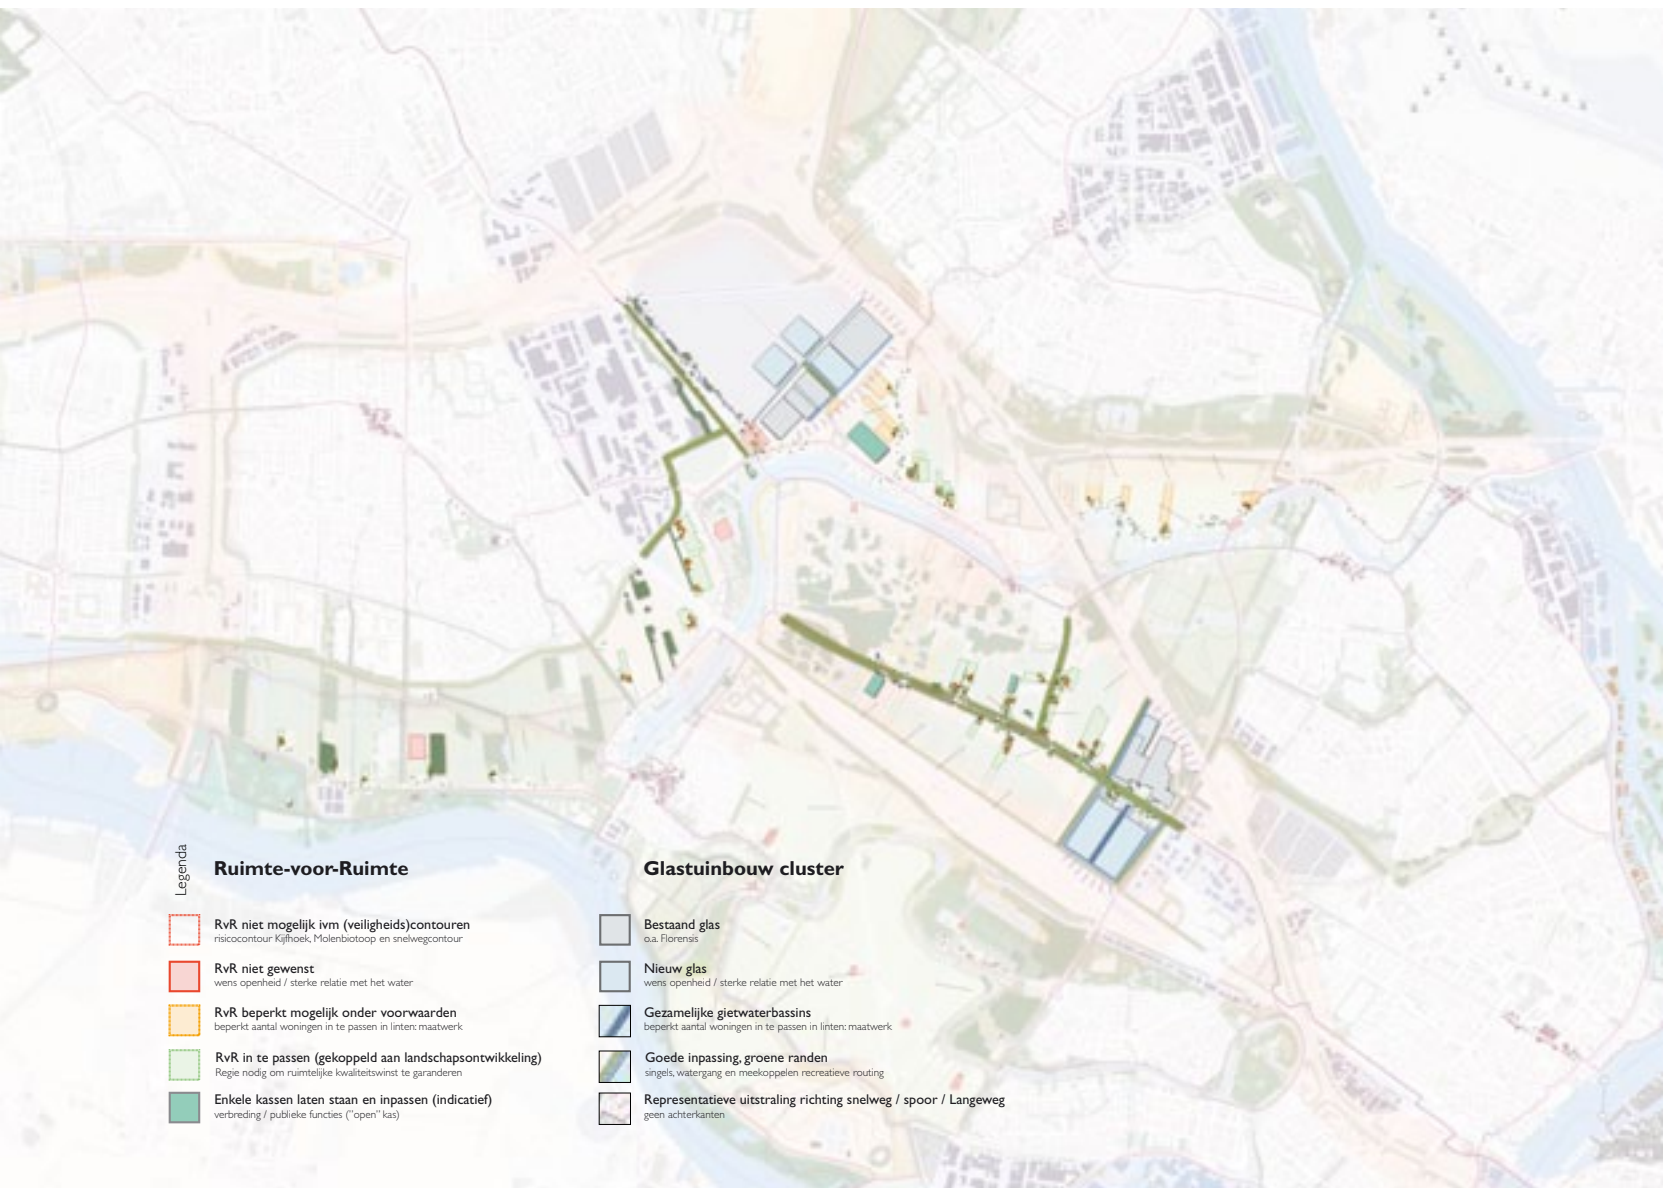 Legenda
Ruimte-voor-Ruimte
RvR niet mogelijk ivm (veiligheids)contouren
risicocontour Kijfhoek, Molenbiotoop en snelwegcontour
RvR niet gewenst
wens openheid / sterke relatie met het water
RvR beperkt mogelijk onder voorwaarden
beperkt aantal woningen in te passen in linten: maatwerk
RvR in te passen (gekoppeld aan landschapsontwikkeling)
Regie nodig om ruimtelijke kwaliteitswinst te garanderen
Enkele kassen laten staan en inpassen (indicatief)
verbreding / publieke functies ("open" kas)
Glastuinbouw cluster
Bestaand glas
o.a. Florensis
Nieuw glas
wens openheid / sterke relatie met het water
Gezamelijke gietwaterbassins
beperkt aantal woningen in te passen in linten: maatwerk
Goede inpassing, groene randen
singels, watergang en meekoppelen recreatieve routing
Representatieve uitstraling richting snelweg / spoor / Langeweg
geen achterkanten